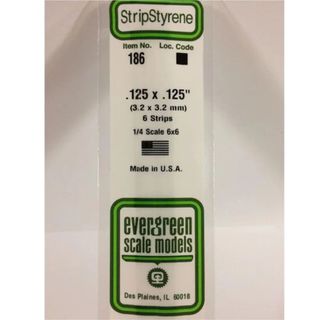 StripStyrene
Item No. Loc. Code
186
.125 x .125"
(3.2 x 3.2 mm)
6 Strips
1/4 Scale 6x6
Made in U.S.A.
evergreen
scale models
Des Plaines, IL 60018